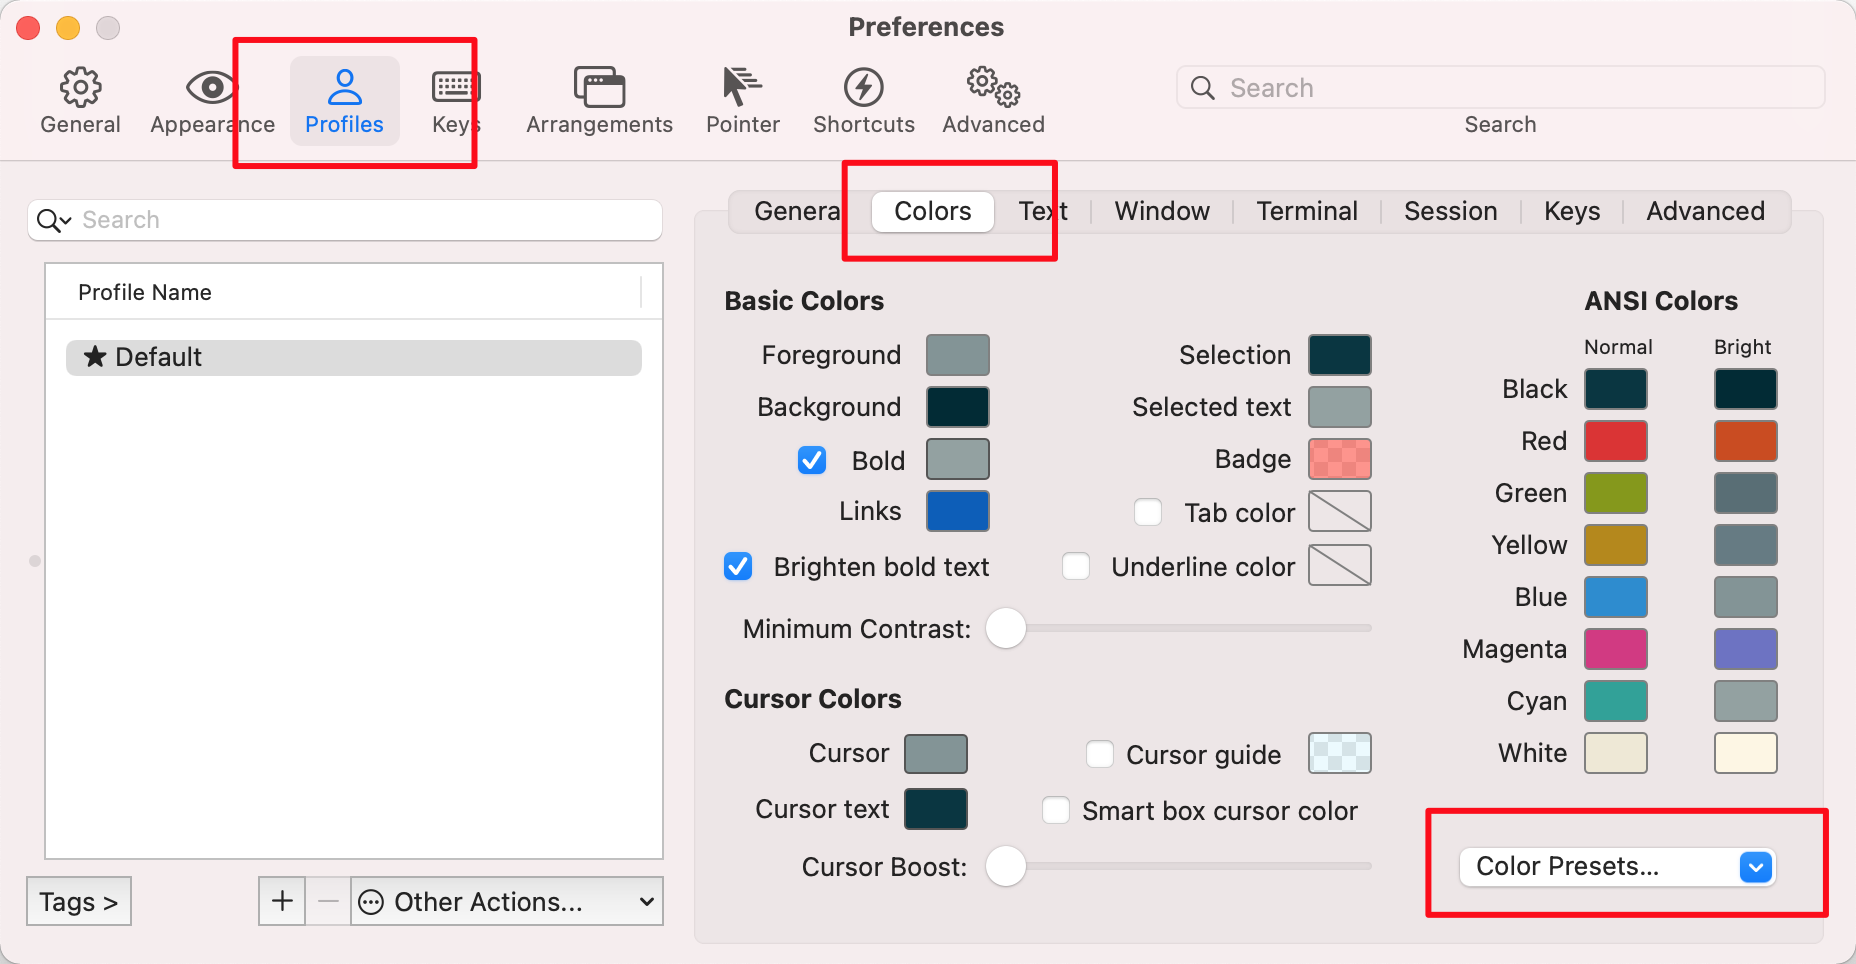 Preferences
General Appearance Profiles Keys Arrangements Pointer Shortcuts Advanced
Search
Search
Search
Profile Name
Default
Tags >
+ − Other Actions...
Genera Colors Text Window Terminal Session Keys Advanced
Basic Colors
Foreground
Background
Bold
Links
Brighten bold text
Selection
Selected text
Badge
Tab color
Underline color
Minimum Contrast:
Cursor Colors
Cursor
Cursor text
Cursor guide
Smart box cursor color
Cursor Boost:
ANSI Colors
Normal Bright
Black
Red
Green
Yellow
Blue
Magenta
Cyan
White
Color Presets...